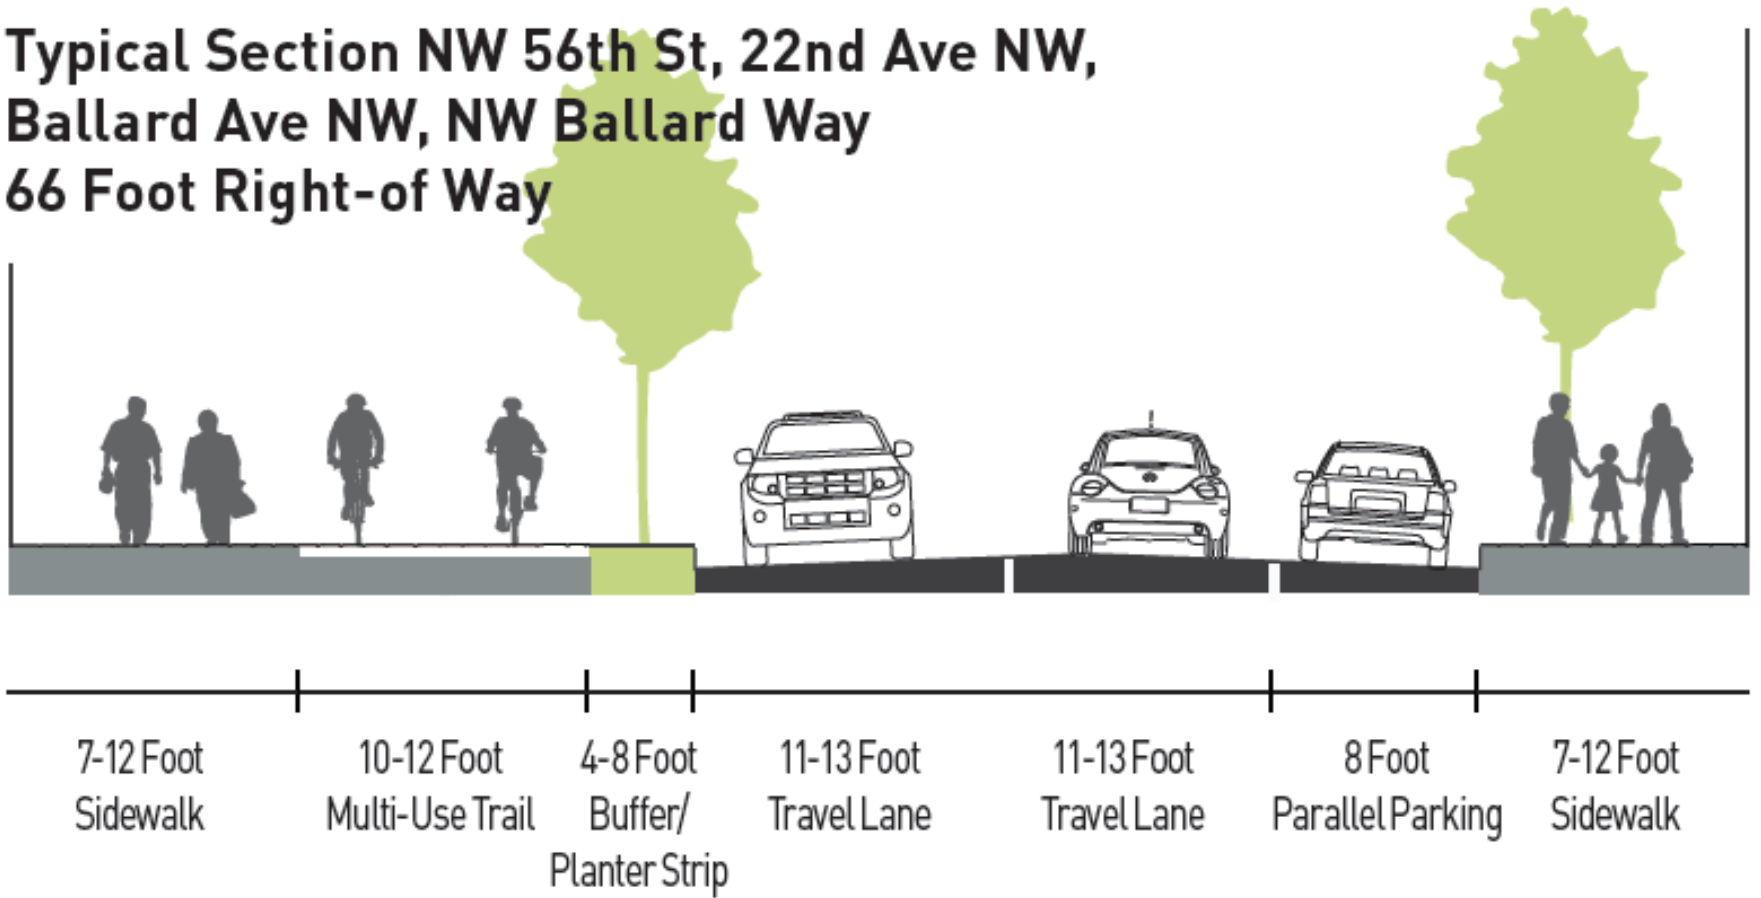 Typical Section NW 56th St, 22nd Ave NW,
Ballard Ave NW, NW Ballard Way
66 Foot Right-of Way
7-12 Foot
Sidewalk
10-12 Foot
Multi-Use Trail
4-8 Foot
Buffer/
Planter Strip
11-13 Foot
Travel Lane
11-13 Foot
Travel Lane
8 Foot
Parallel Parking
7-12 Foot
Sidewalk